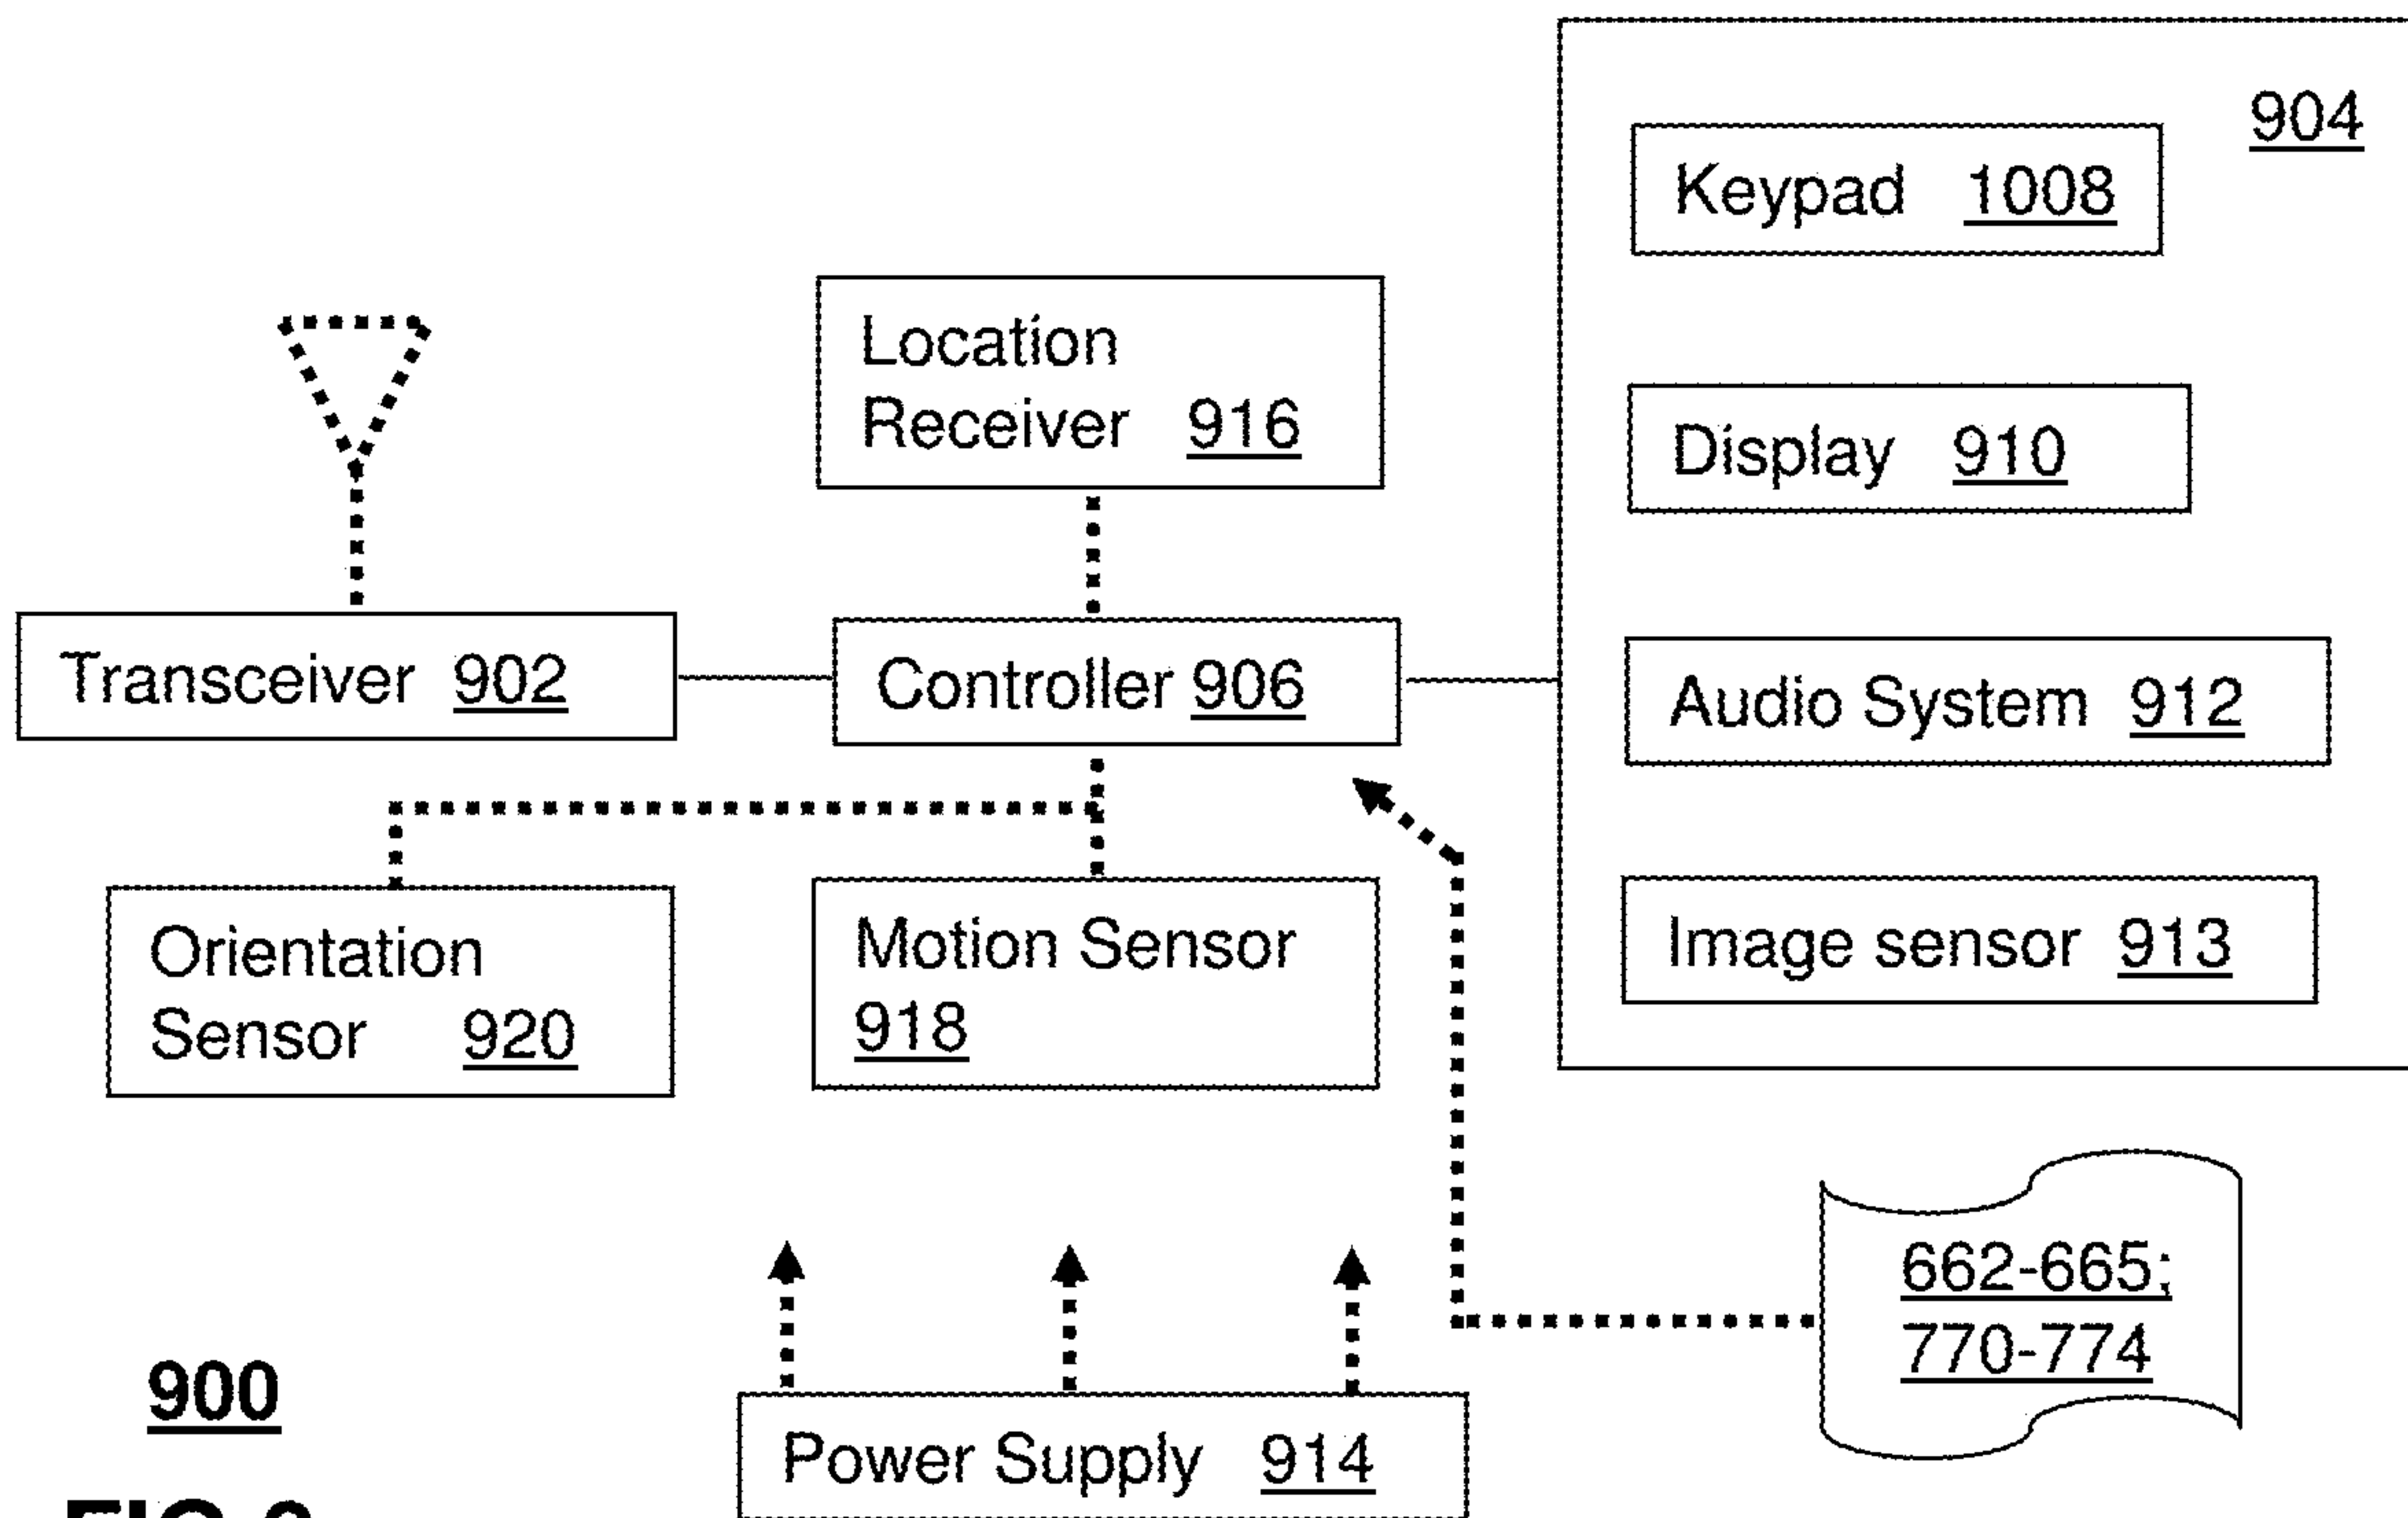 904
Keypad 1008
Location
Receiver 916
Display 910
Transceiver 902
Controller 906
Audio System 912
Orientation
Sensor 920
Motion Sensor
918
Image sensor 913
662-665;
770-774
900
Power Supply 914